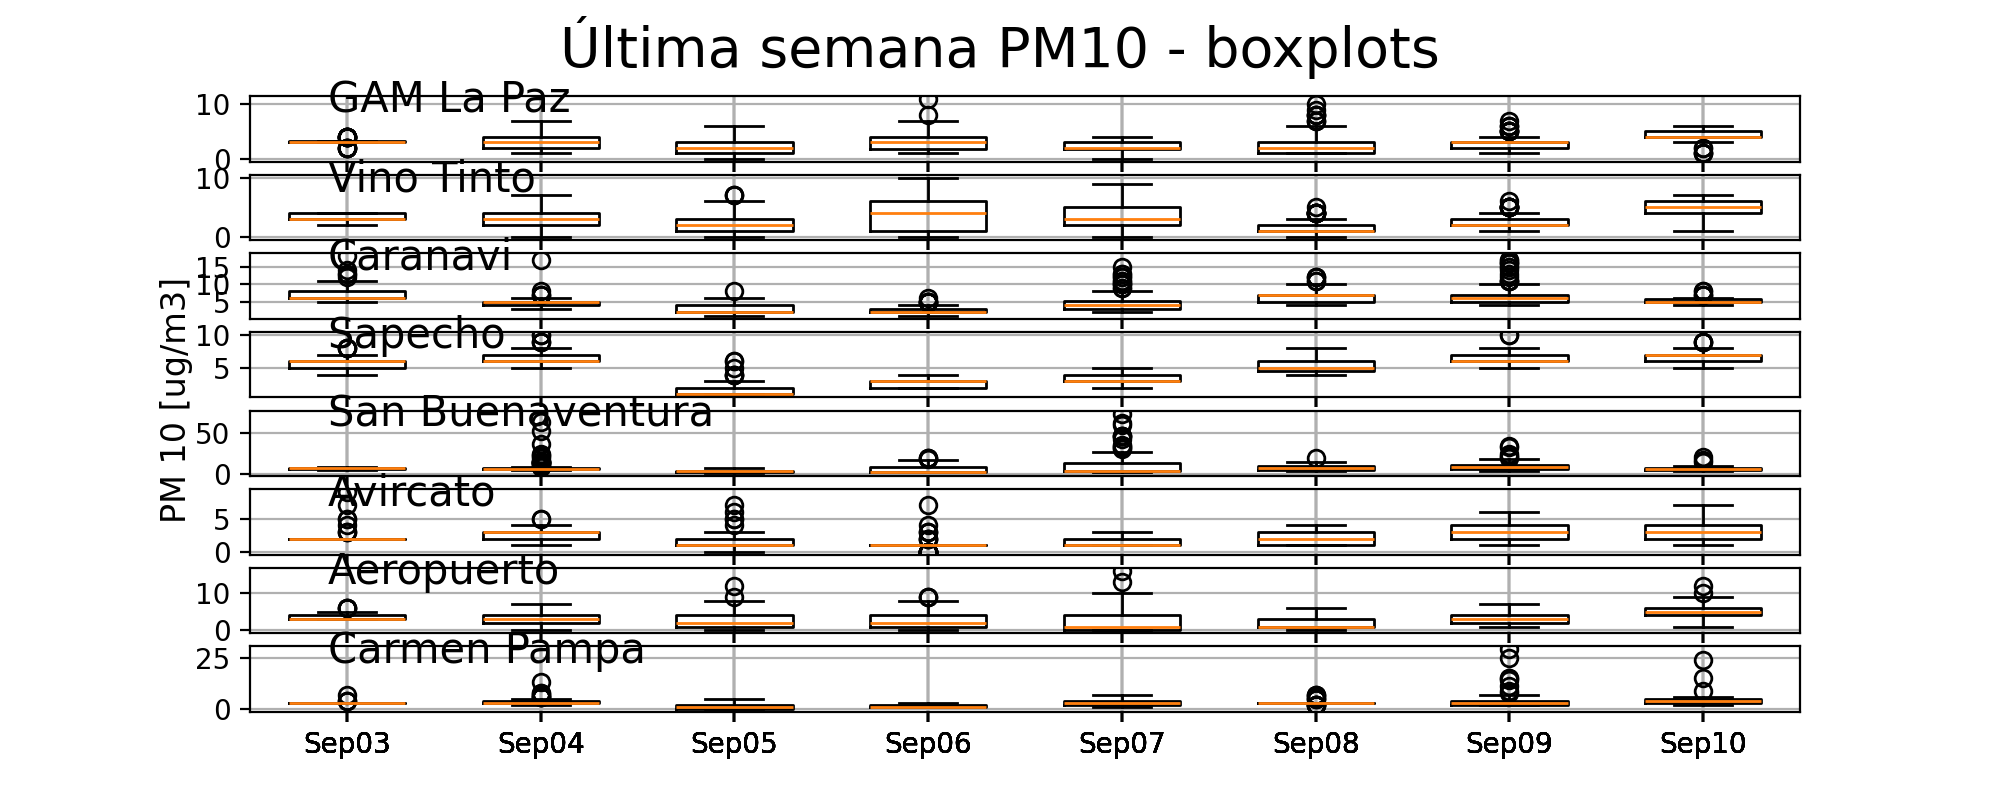 Última semana PM10 - boxplots
GAM La Paz
10
0
Vino Tinto
10
0
Caranavi
15
10
5
Sapecho
10
5
San Buenaventura
50
0
Avircato
5
0
Aeropuerto
10
0
Carmen Pampa
25
0
PM 10 [ug/m3]
Sep03 Sep04 Sep05 Sep06 Sep07 Sep08 Sep09 Sep10